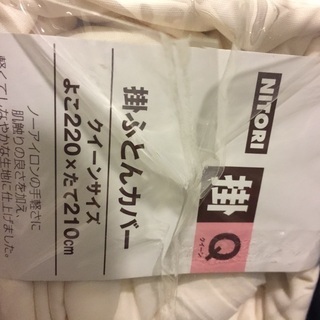 NITORI
掛
Q
クイーン
掛ふとんカバー
クイーンサイズ
よこ220×たて210cm
ノーアイロンの手軽さに
肌触りの良さを加え、
軽くてしなやかな生地に仕上げました。